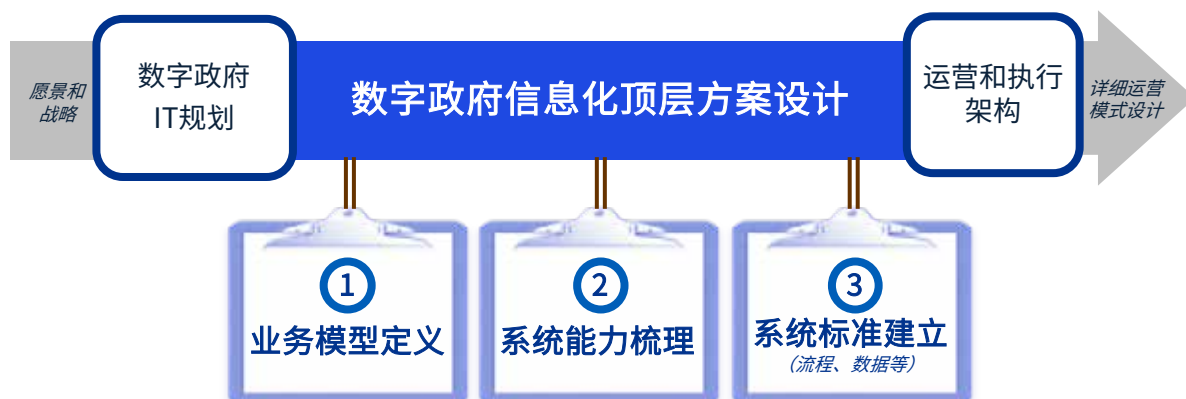 愿景和
战略
数字政府
IT规划
数字政府信息化顶层方案设计
运营和执行
架构
详细运营
模式设计
1
业务模型定义
2
系统能力梳理
3
系统标准建立
（流程、数据等）